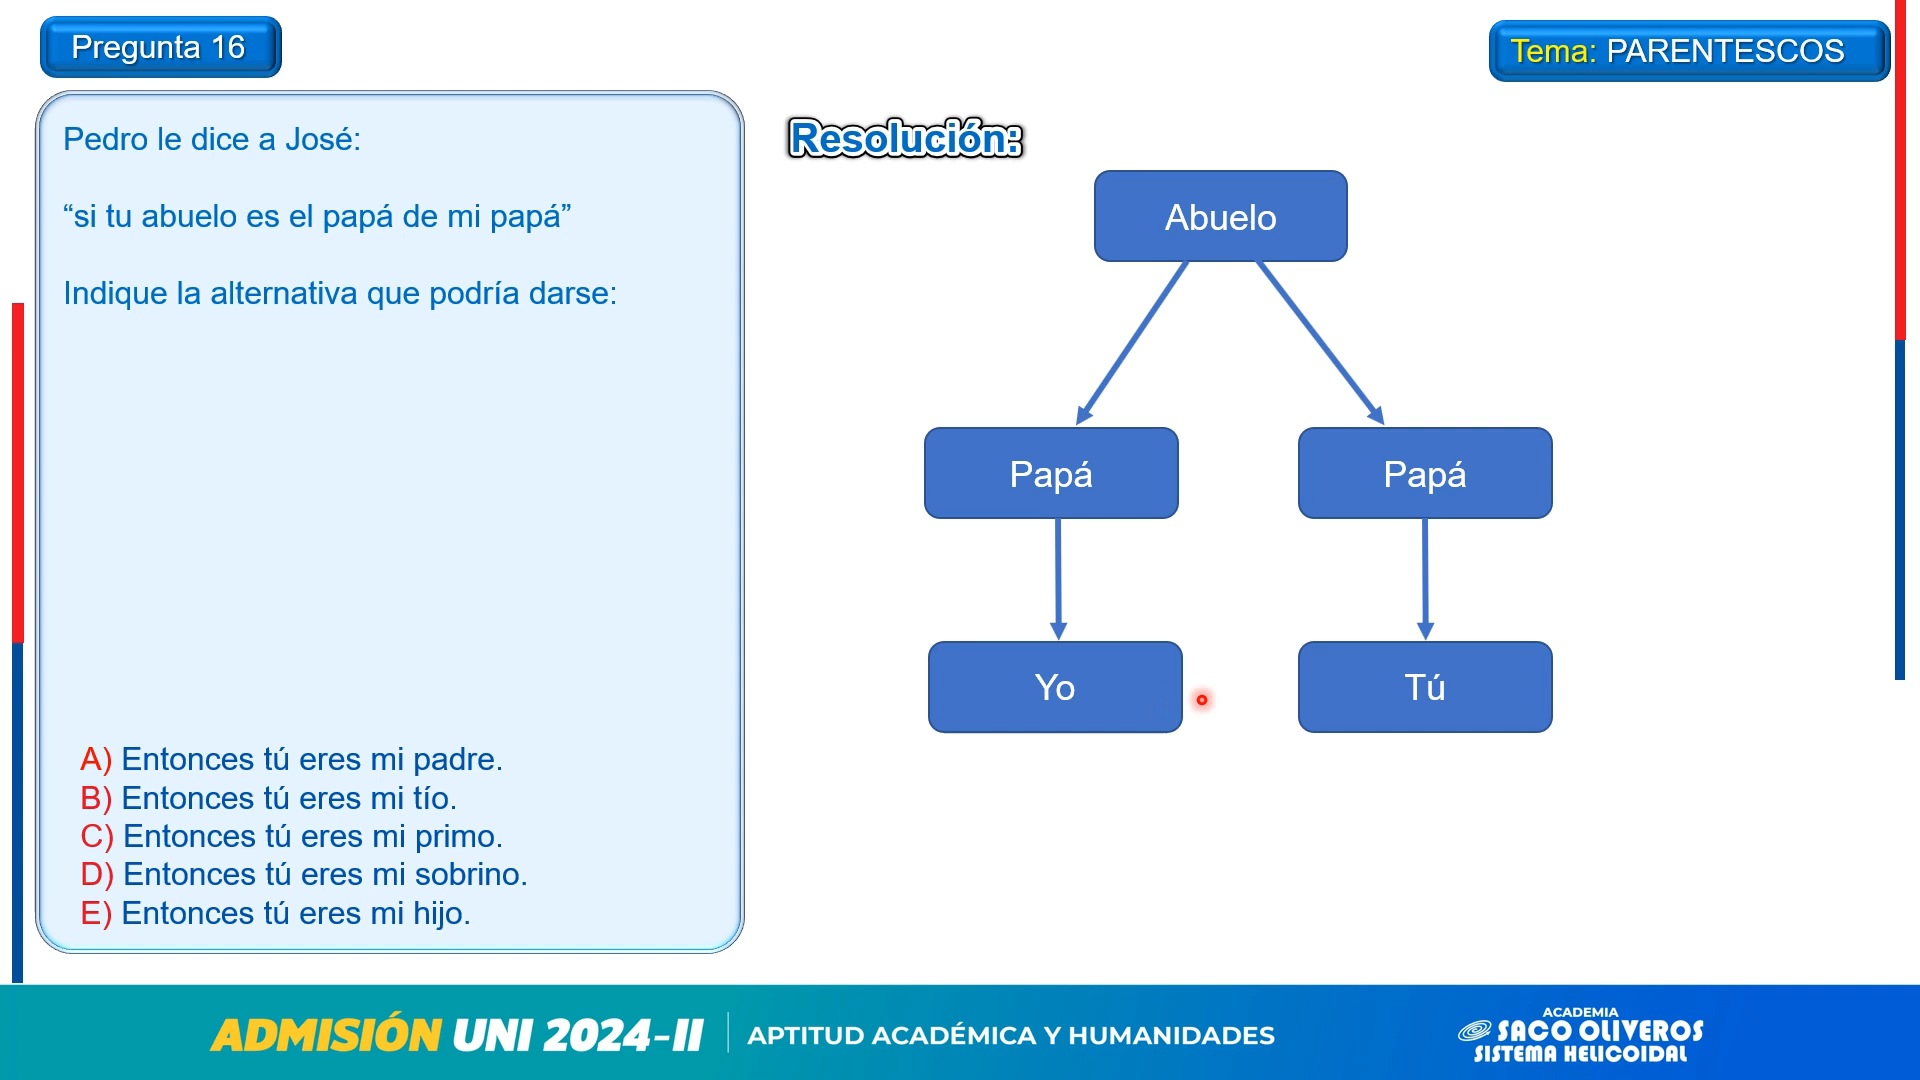 Pregunta 16
Tema: PARENTESCOS
Pedro le dice a José:
“si tu abuelo es el papá de mi papá”
Indique la alternativa que podría darse:
A) Entonces tú eres mi padre.
B) Entonces tú eres mi tío.
C) Entonces tú eres mi primo.
D) Entonces tú eres mi sobrino.
E) Entonces tú eres mi hijo.
Resolución:
Abuelo
Papá
Papá
Yo
Tú
ADMISIÓN UNI 2024-II
APTITUD ACADÉMICA Y HUMANIDADES
ACADEMIA
SACO OLIVEROS
SISTEMA HELICOIDAL